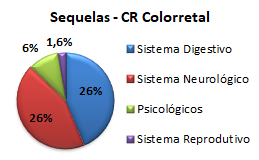 Sequelas - CR Colorretal
6%
1,6%
26%
26%
Sistema Digestivo
Sistema Neurológico
Psicológicos
Sistema Reprodutivo